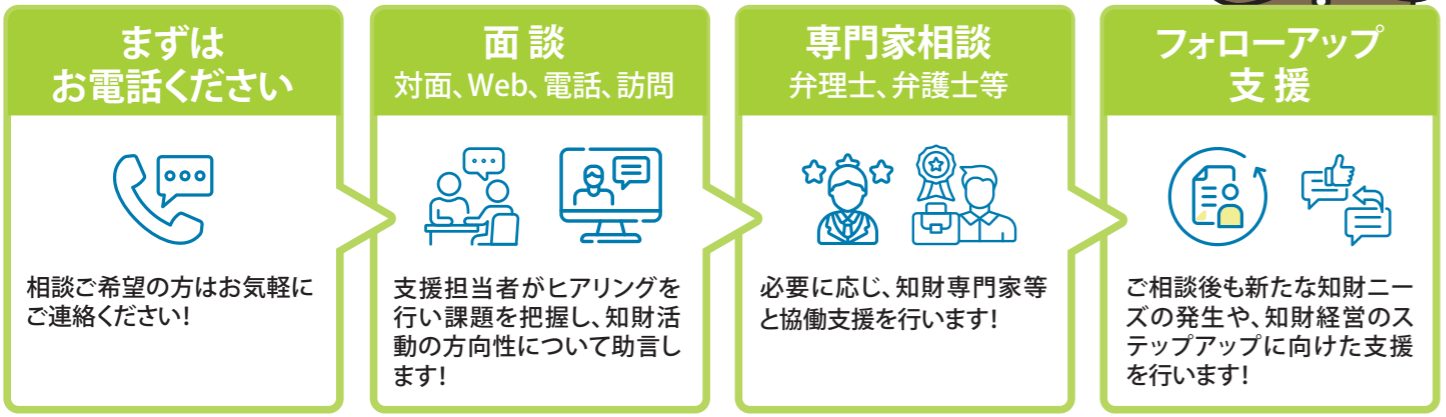 まずは
お電話ください
相談ご希望の方はお気軽に
ご連絡ください!
面 談
対面、Web、電話、訪問
支援担当者がヒアリングを
行い課題を把握し、知財活
動の方向性について助言し
ます!
専門家相談
弁理士、弁護士等
必要に応じ、知財専門家等
と協働支援を行います!
フォローアップ
支 援
ご相談後も新たな知財ニー
ズの発生や、知財経営のス
テップアップに向けた支援
を行います!